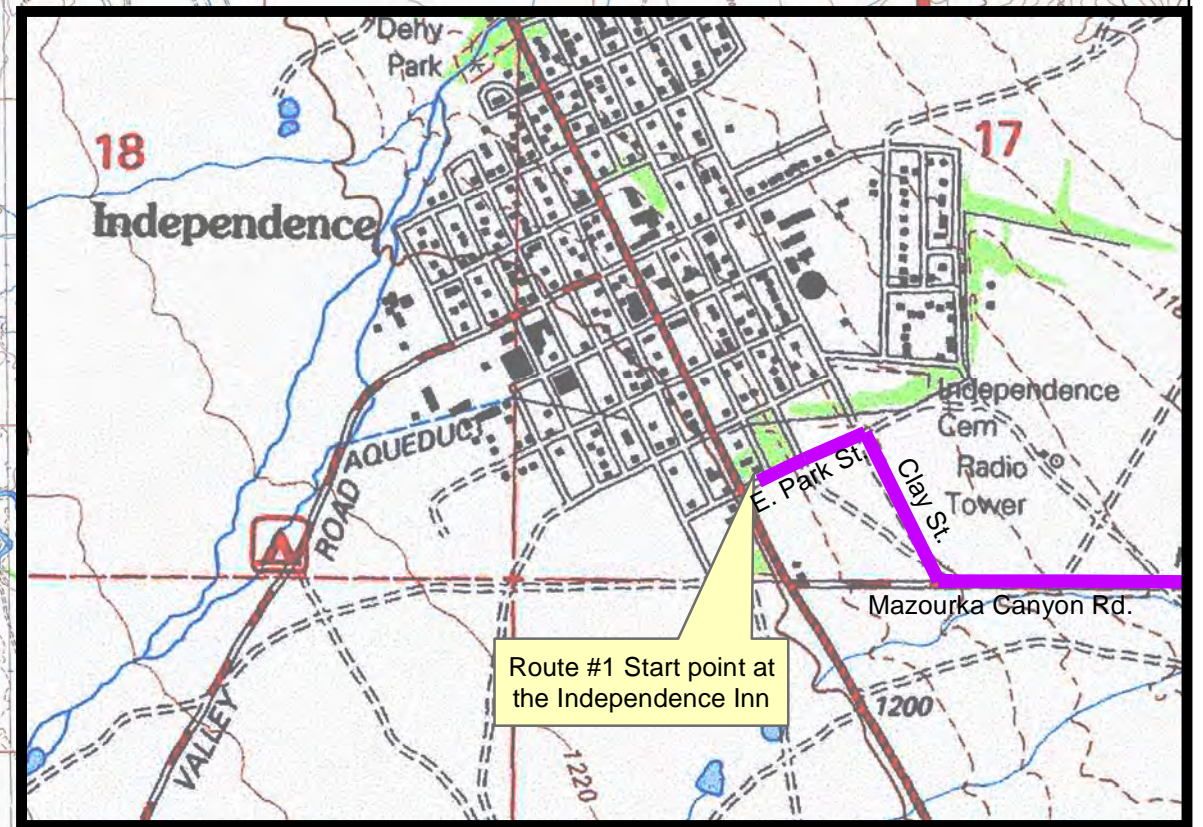 Dehy
Park
18
17
Independence
118
Independence
Cem
Radio
Tower
AQUEDUCT
E. Park St.
Clay St.
ROAD
Mazourka Canyon Rd.
Route #1 Start point at
the Independence Inn
VALLEY
1200
1220